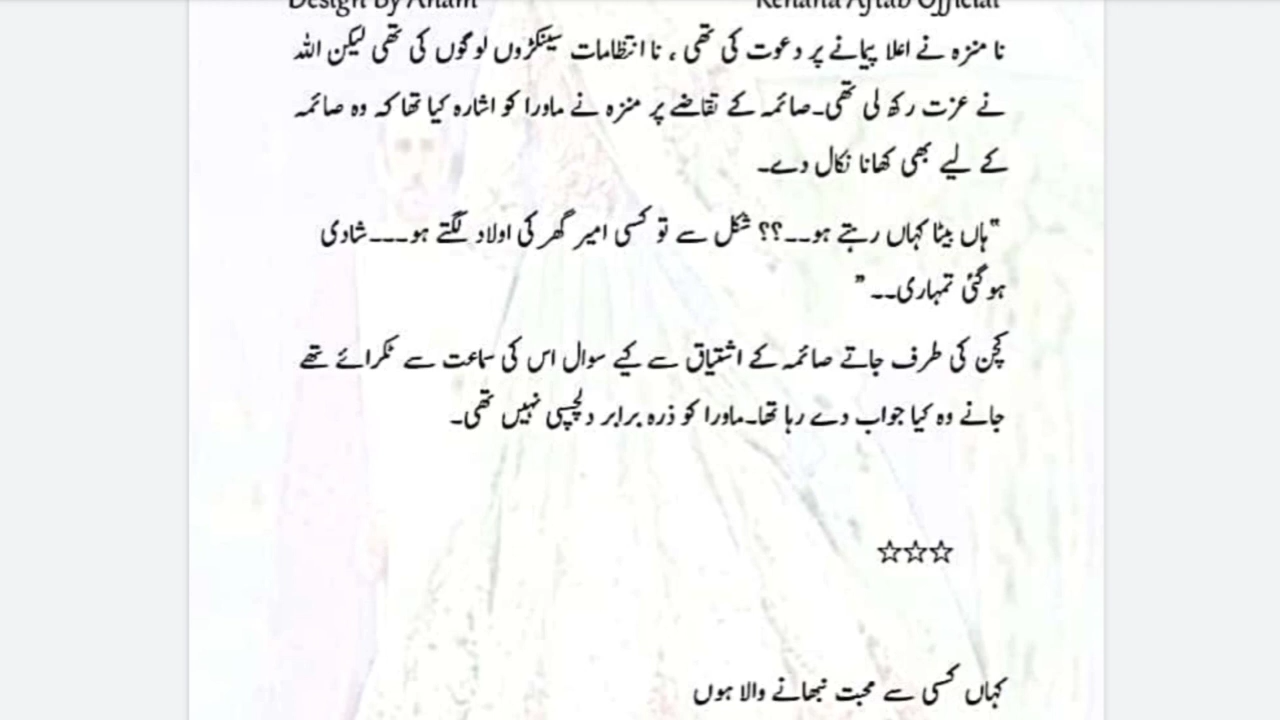 Design By Anam Rehana Aftab Official
نا منزہ نے اعلا پیمانے پر دعوت کی تھی ، نا انتظامات سینکڑوں لوگوں کی تھی لیکن اللہ
نے عزت رکھ لی تھی۔صائمہ کے تقاضے پر منزہ نے ماورا کو اشارہ کیا تھا کہ وہ صائمہ
کے لیے بھی کھانا نکال دے۔
"ہاں بیٹا کہاں رہتے ہو۔۔؟؟ شکل سے تو کسی امیر گھر کی اولاد لگتے ہو۔۔۔شادی
ہو گئی تمہاری۔۔ "
کچن کی طرف جاتے صائمہ کے اشتیاق سے کیے سوال اس کی سماعت سے ٹکرائے تھے
جانے وہ کیا جواب دے رہا تھا۔ماورا کو ذرہ برابر دلچسپی نہیں تھی۔
☆☆☆
کہاں کسی سے محبت نبھانے والا ہوں